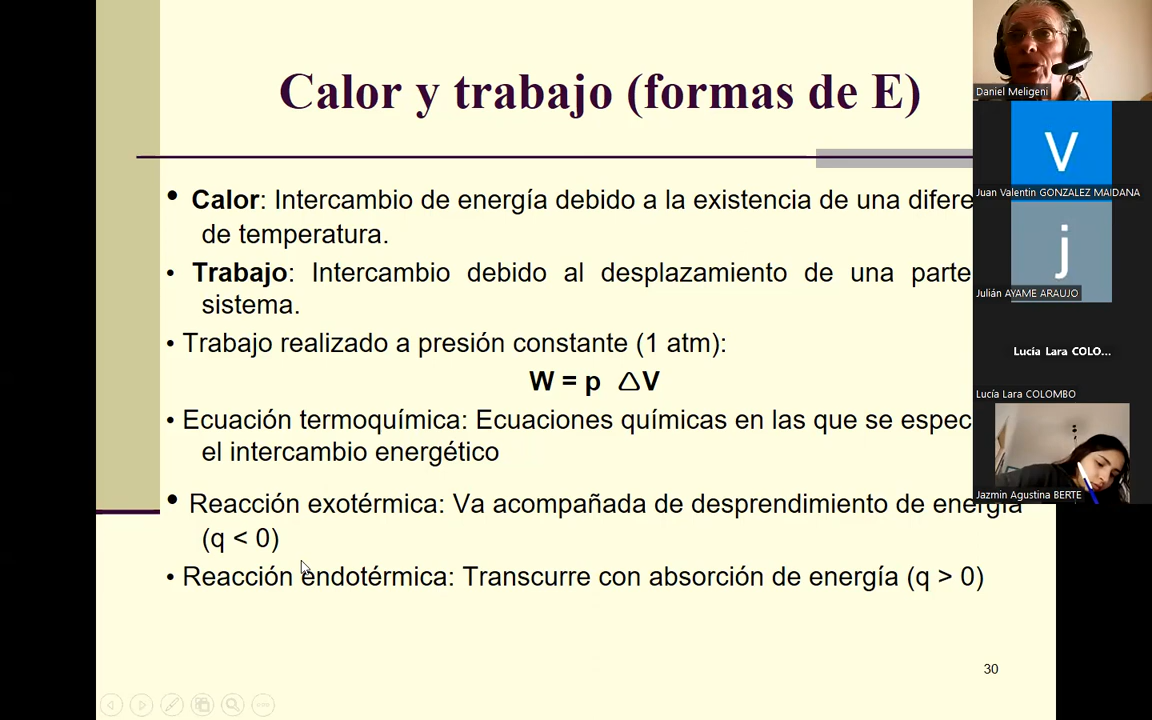 Calor y trabajo (formas de E)
• Calor: Intercambio de energía debido a la existencia de una difere
de temperatura.
• Trabajo: Intercambio debido al desplazamiento de una parte
sistema.
• Trabajo realizado a presión constante (1 atm):
W = p △V
• Ecuación termoquímica: Ecuaciones químicas en las que se espec
el intercambio energético
• Reacción exotérmica: Va acompañada de desprendimiento de energía
(q < 0)
• Reacción endotérmica: Transcurre con absorción de energía (q > 0)
30
Daniel Meligeni
V
Juan Valentin GONZALEZ MAIDANA
j
Julián AYAME ARAUJO
Lucía Lara COLO...
Lucía Lara COLOMBO
Jazmin Agustina BERTE